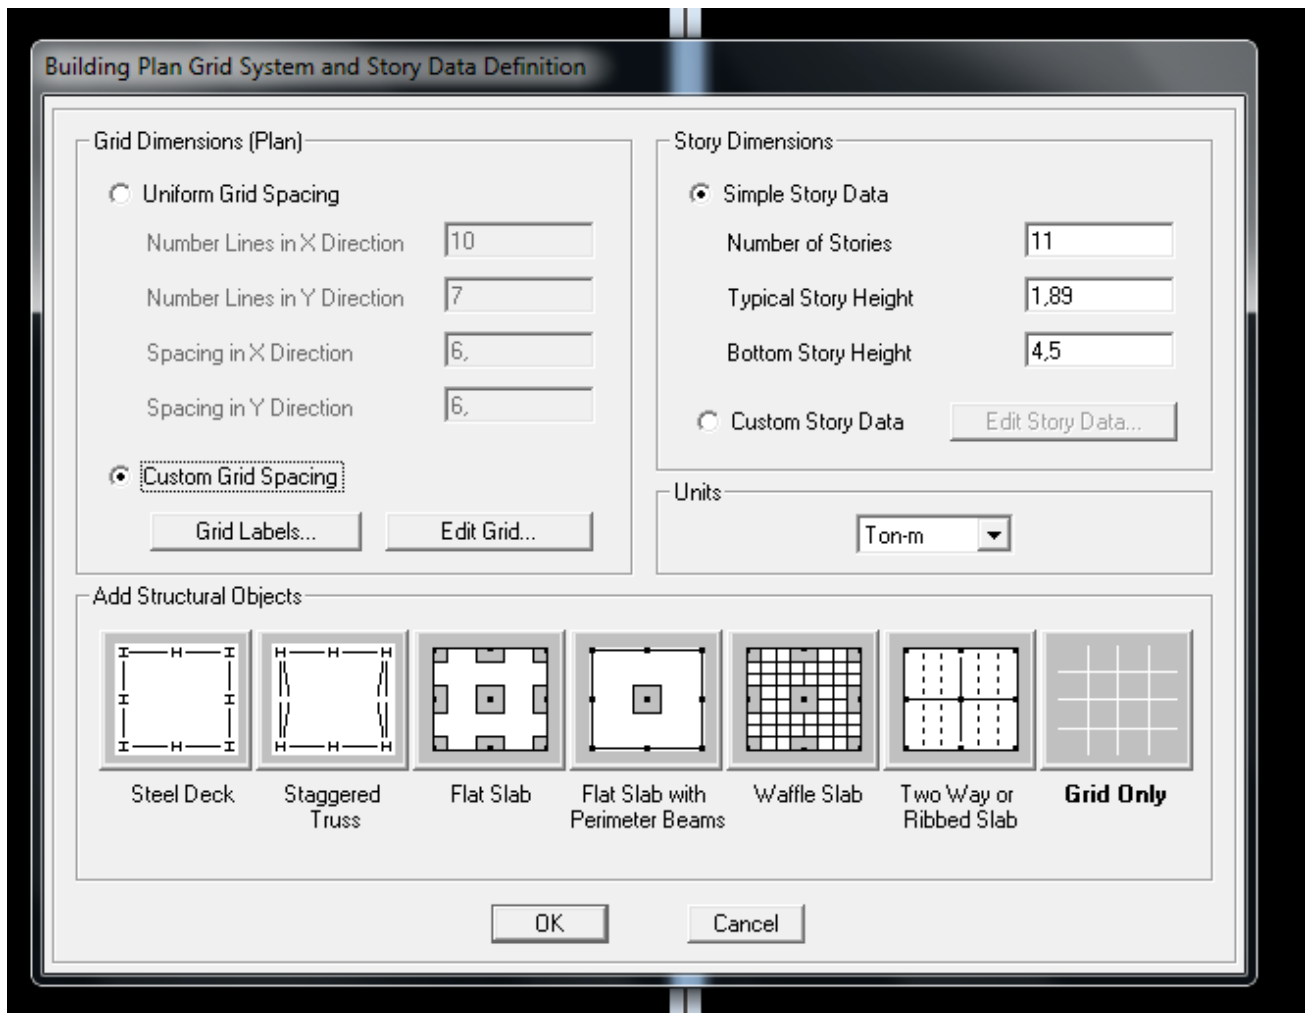 Building Plan Grid System and Story Data Definition
Grid Dimensions (Plan)
Uniform Grid Spacing
Number Lines in X Direction 10
Number Lines in Y Direction 7
Spacing in X Direction 6,
Spacing in Y Direction 6,
Custom Grid Spacing
Grid Labels... Edit Grid...
Story Dimensions
Simple Story Data
Number of Stories 11
Typical Story Height 1,89
Bottom Story Height 4,5
Custom Story Data Edit Story Data...
Units
Ton-m
Add Structural Objects
Steel Deck
Staggered
Truss
Flat Slab
Flat Slab with
Perimeter Beams
Waffle Slab
Two Way or
Ribbed Slab
Grid Only
OK Cancel